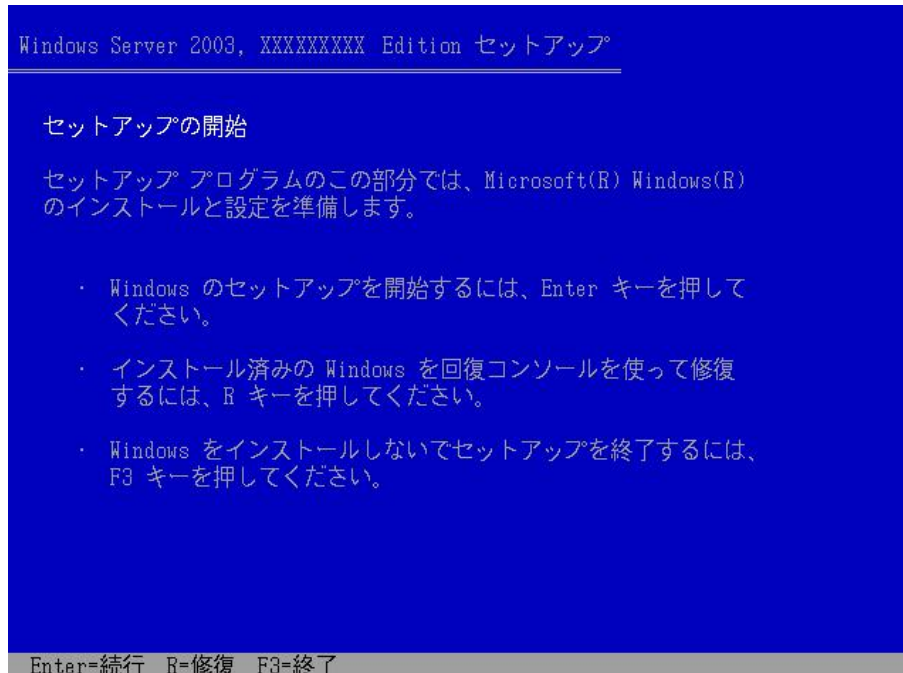 Windows Server 2003, XXXXXXXXX Edition セットアップ
セットアップの開始
セットアップ プログラムのこの部分では、Microsoft(R) Windows(R)
のインストールと設定を準備します。
・ Windows のセットアップを開始するには、Enter キーを押して
ください。
・ インストール済みの Windows を回復コンソールを使って修復
するには、R キーを押してください。
・ Windows をインストールしないでセットアップを終了するには、
F3 キーを押してください。
Enter=続行 R=修復 F3=終了